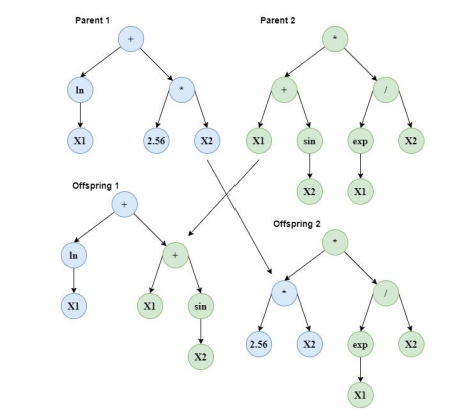 Parent 1
Parent 2
+
*
ln
*
+
/
X1
2.56
X2
X1
sin
exp
X2
X2
X1
Offspring 1
+
Offspring 2
*
ln
+
*
/
X1
X1
sin
2.56
X2
exp
X2
X2
X1